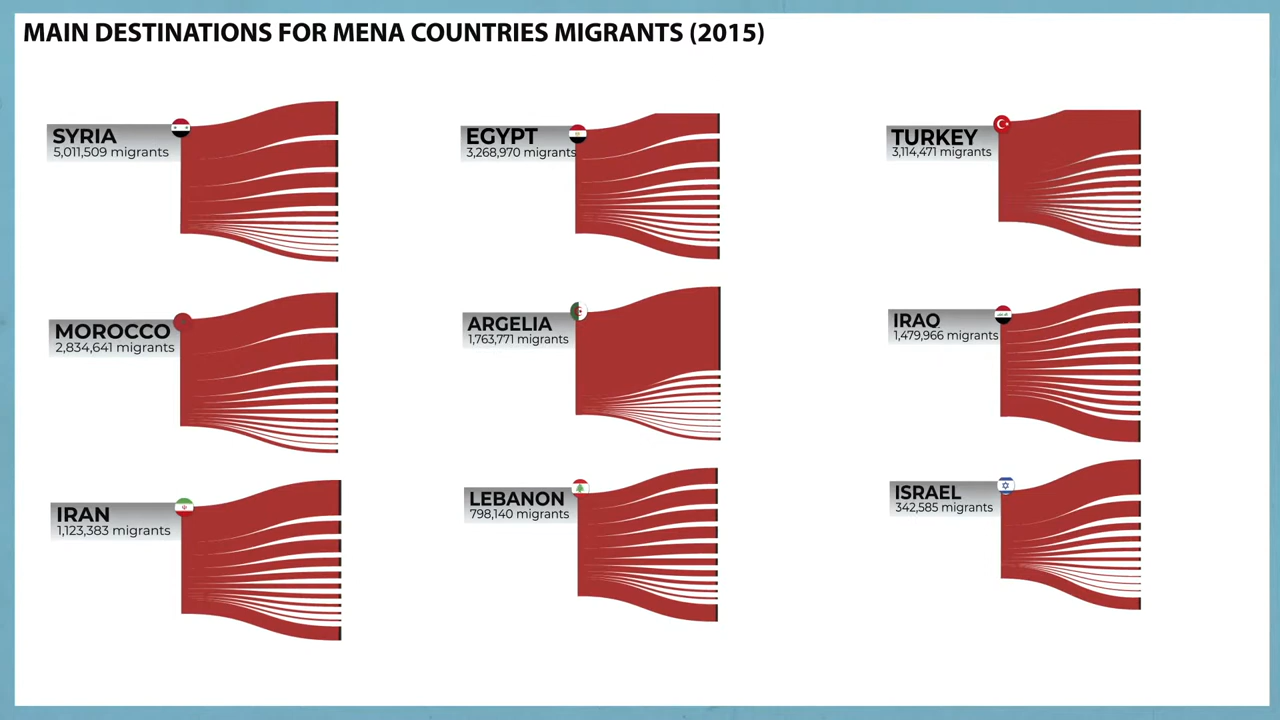 MAIN DESTINATIONS FOR MENA COUNTRIES MIGRANTS (2015)
SYRIA
5,011,509 migrants
EGYPT
3,268,970 migrants
TURKEY
3,114,471 migrants
MOROCCO
2,834,641 migrants
ARGELIA
1,763,771 migrants
IRAQ
1,479,966 migrants
IRAN
1,123,383 migrants
LEBANON
798,140 migrants
ISRAEL
342,585 migrants